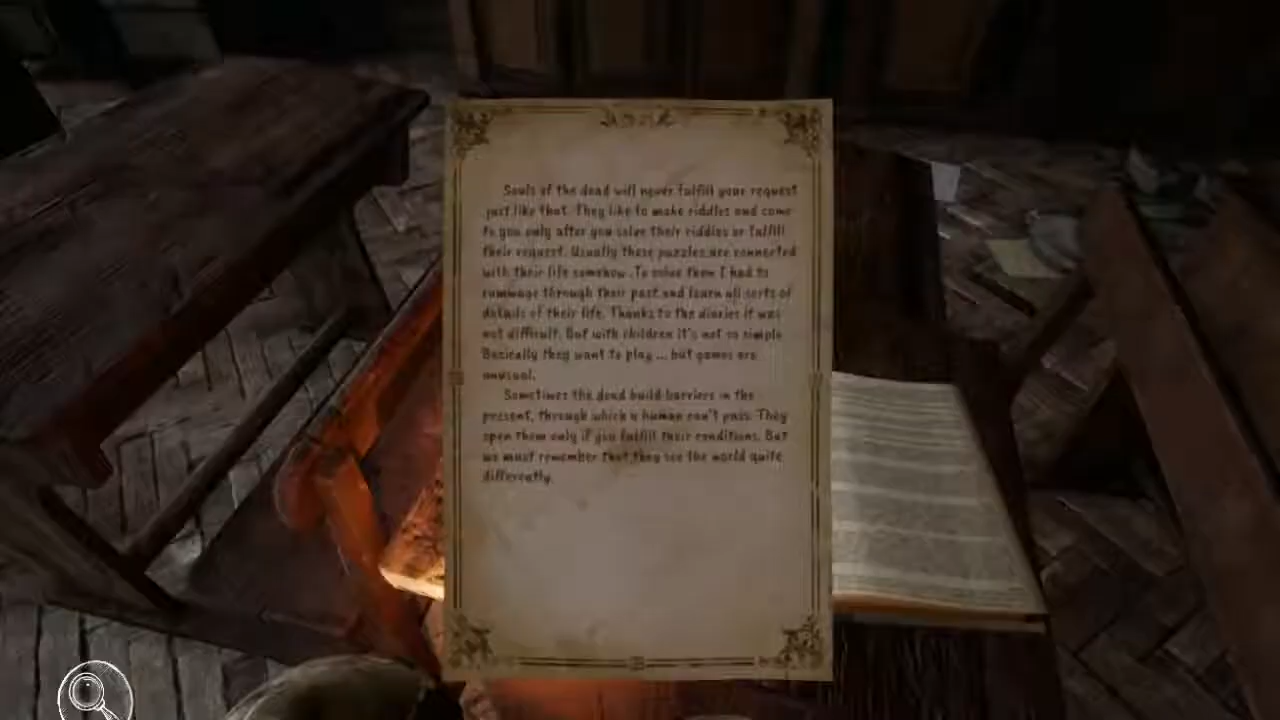 Souls of the dead will never fulfill your request
just like that. They like to make riddles and come
to you only after you solve their riddles or fulfill
their request. Usually these puzzles are connected
with their life somehow. To solve them I had to
rummage through their past and learn all sorts of
details of their life. Thanks to the diaries it was
not difficult. But with children it's not so simple.
Basically they want to play ... but games are
unusual.
Sometimes the dead build barriers in the
present, through which a human can't pass. They
open them only if you fulfill their conditions. But
we must remember that they see the world quite
differently.